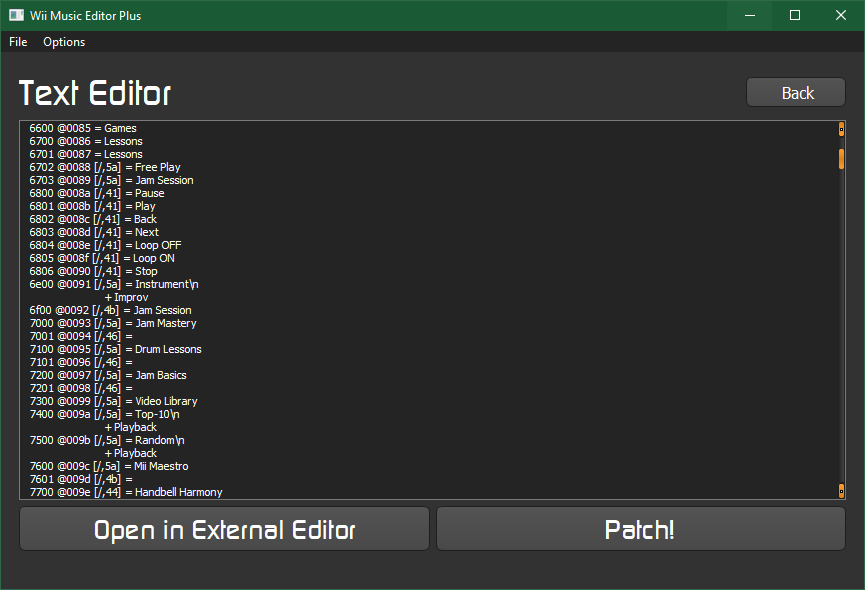 Wii Music Editor Plus
File Options
Text Editor
Back
6600 @0085 = Games
6700 @0086 = Lessons
6701 @0087 = Lessons
6702 @0088 [/,5a] = Free Play
6703 @0089 [/,5a] = Jam Session
6800 @008a [/,41] = Pause
6801 @008b [/,41] = Play
6802 @008c [/,41] = Back
6803 @008d [/,41] = Next
6804 @008e [/,41] = Loop OFF
6805 @008f [/,41] = Loop ON
6806 @0090 [/,41] = Stop
6e00 @0091 [/,5a] = Instrument\n
+ Improv
6f00 @0092 [/,4b] = Jam Session
7000 @0093 [/,5a] = Jam Mastery
7001 @0094 [/,46] =
7100 @0095 [/,5a] = Drum Lessons
7101 @0096 [/,46] =
7200 @0097 [/,5a] = Jam Basics
7201 @0098 [/,46] =
7300 @0099 [/,5a] = Video Library
7400 @009a [/,5a] = Top-10\n
+ Playback
7500 @009b [/,5a] = Random\n
+ Playback
7600 @009c [/,5a] = Mii Maestro
7601 @009d [/,4b] =
7700 @009e [/,44] = Handbell Harmony
Open in External Editor
Patch!